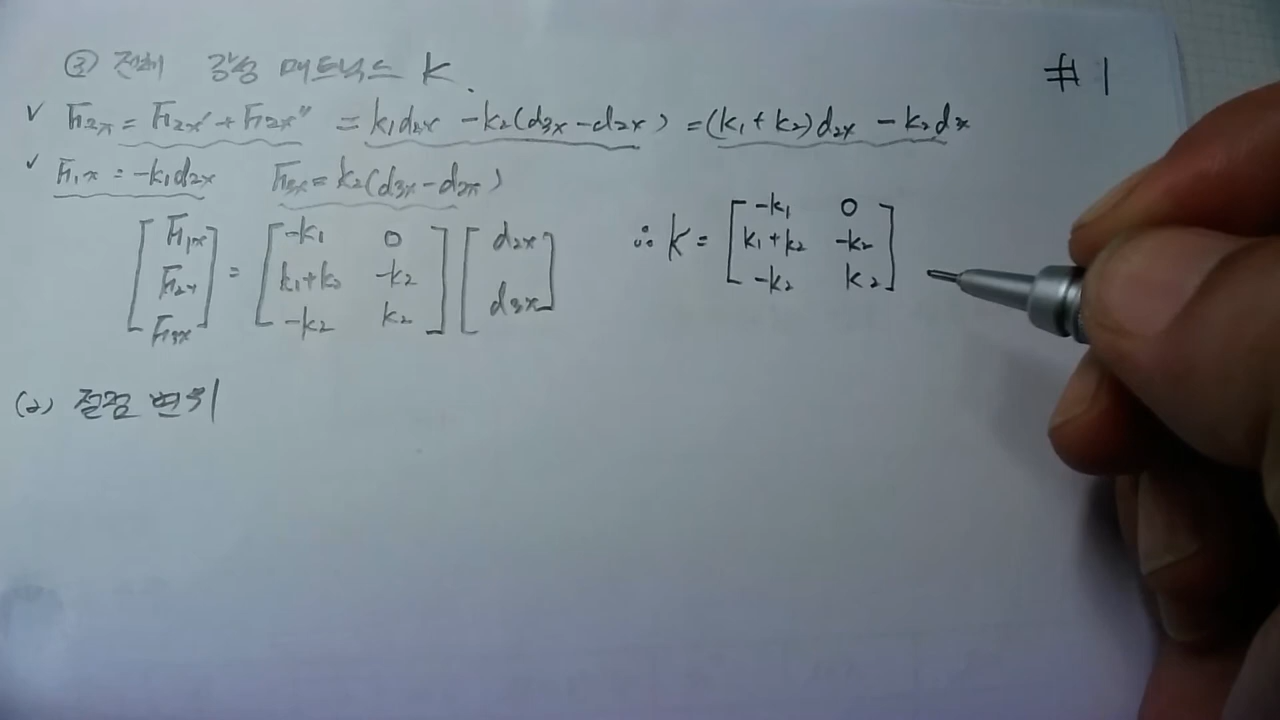 ③ 전체 강성 매트릭스 K.
#1
✓ F₂ₓ = F₂ₓ' + F₂ₓ'' = k₁d₂ₓ - k₂(d₃ₓ - d₂ₓ) = (k₁ + k₂)d₂ₓ - k₂d₃ₓ
✓ F₁ₓ = -k₁d₂ₓ F₃ₓ = k₂(d₃ₓ - d₂ₓ)
[F₁ₓ F₂ₓ F₃ₓ] = [-k₁ 0 k₁+k₂ -k₂ -k₂ k₂] [d₂ₓ d₃ₓ]
∴ K = [-k₁ 0 k₁+k₂ -k₂ -k₂ k₂]
(2) 절점 변위